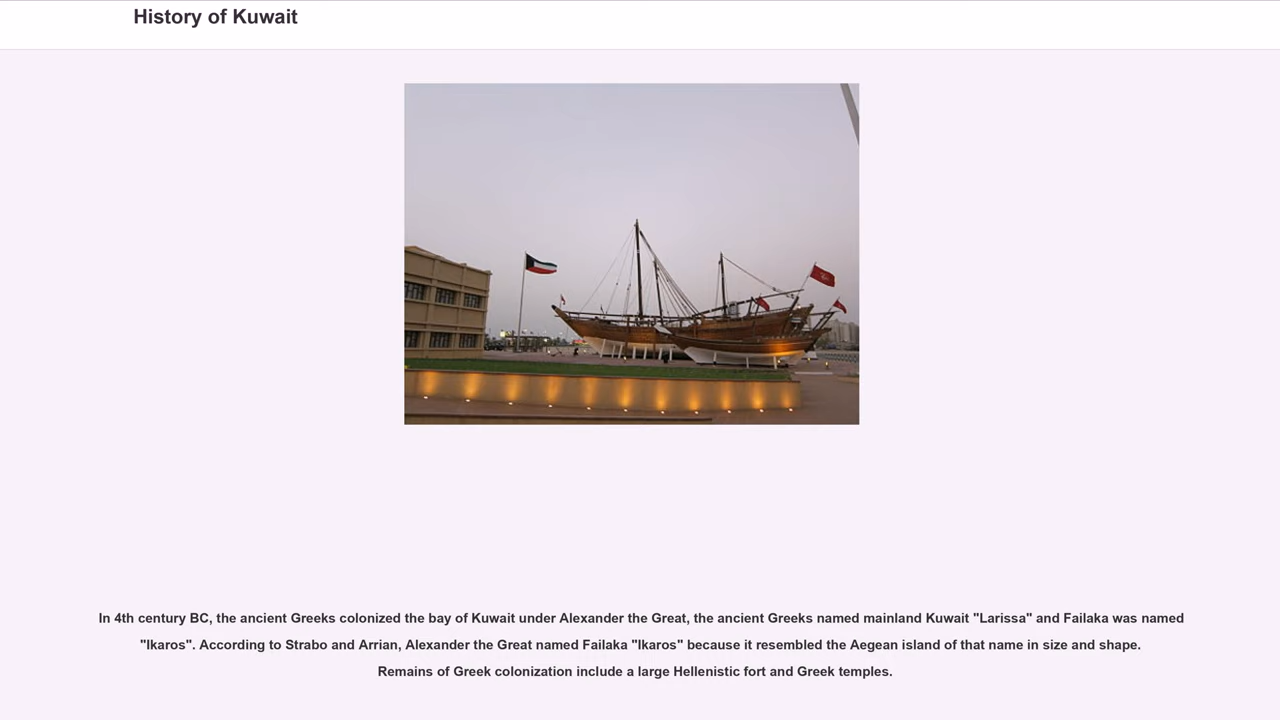 History of Kuwait
In 4th century BC, the ancient Greeks colonized the bay of Kuwait under Alexander the Great, the ancient Greeks named mainland Kuwait "Larissa" and Failaka was named
"Ikaros". According to Strabo and Arrian, Alexander the Great named Failaka "Ikaros" because it resembled the Aegean island of that name in size and shape.
Remains of Greek colonization include a large Hellenistic fort and Greek temples.